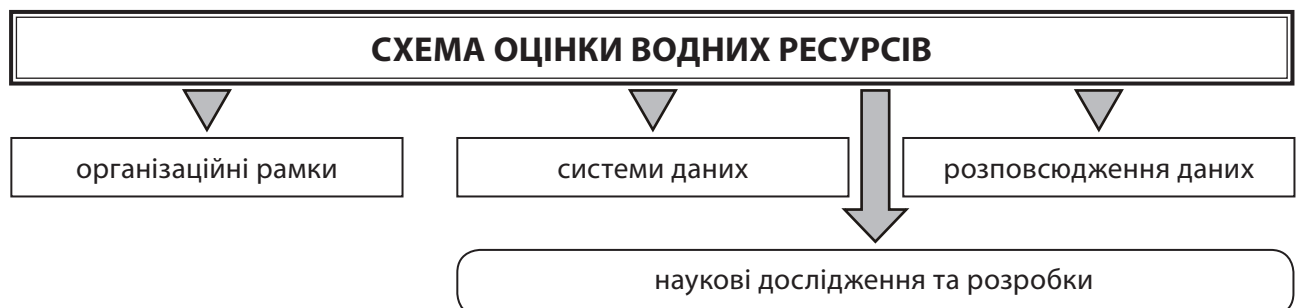 СХЕМА ОЦІНКИ ВОДНИХ РЕСУРСІВ
організаційні рамки
системи даних
розповсюдження даних
наукові дослідження та розробки